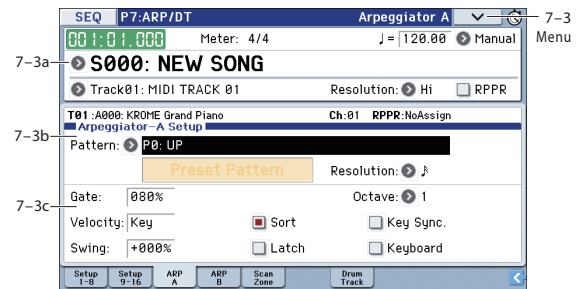 SEQ P7:ARP/DT Arpeggiator A
7–3
Menu
001:01.000 Meter: 4/4 ♩= 120.00 Manual
7–3a
S000: NEW SONG
Track01: MIDI TRACK 01 Resolution: Hi RPPR
T01 :A000: KROME Grand Piano Ch:01 RPPR:NoAssign
Arpeggiator-A Setup
7–3b
Pattern: P0: UP
Preset Pattern Resolution: ♪
7–3c
Gate: 080% Octave: 1
Velocity: Key Sort Key Sync.
Swing: +000% Latch Keyboard
Setup 1-8 Setup 9-16 ARP A ARP B Scan Zone Drum Track